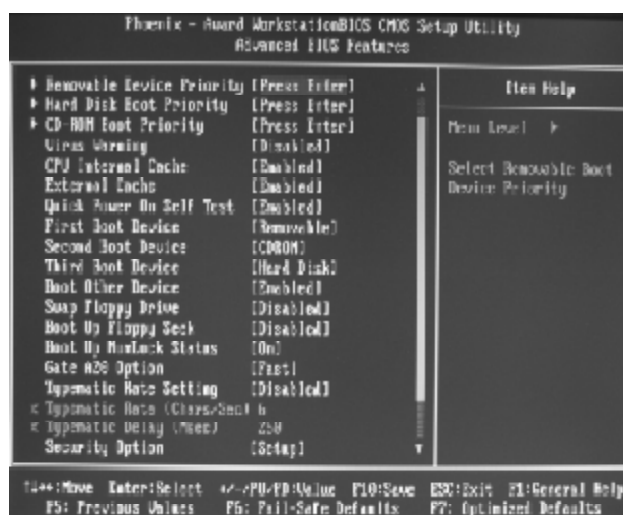 Phoenix - Award WorkstationBIOS CMOS Setup Utility
Advanced BIOS Features
Removable Device Priority [Press Enter]
Hard Disk Boot Priority [Press Enter]
CD-ROM Boot Priority [Press Enter]
Virus Warning [Disabled]
CPU Internal Cache [Enabled]
External Cache [Enabled]
Quick Power On Self Test [Enabled]
First Boot Device [Removable]
Second Boot Device [CDROM]
Third Boot Device [Hard Disk]
Boot Other Device [Enabled]
Swap Floppy Drive [Disabled]
Boot Up Floppy Seek [Disabled]
Boot Up NumLock Status [On]
Gate A20 Option [Fast]
Typematic Rate Setting [Disabled]
x Typematic Rate (Chars/Sec) 6
x Typematic Delay (Msec) 250
Security Option [Setup]
Item Help
Menu Level
Select Removable Boot
Device Priority
↑↓→←:Move Enter:Select +/-/PU/PD:Value F10:Save ESC:Exit F1:General Help
F5: Previous Values F6: Fail-Safe Defaults F7: Optimized Defaults